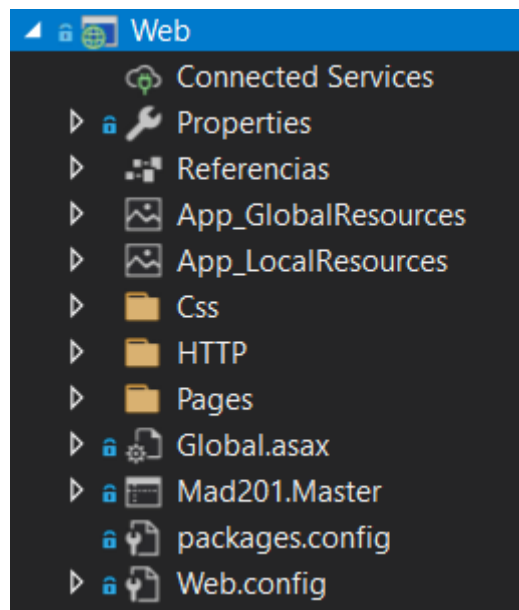 Web
Connected Services
Properties
Referencias
App_GlobalResources
App_LocalResources
Css
HTTP
Pages
Global.asax
Mad201.Master
packages.config
Web.config